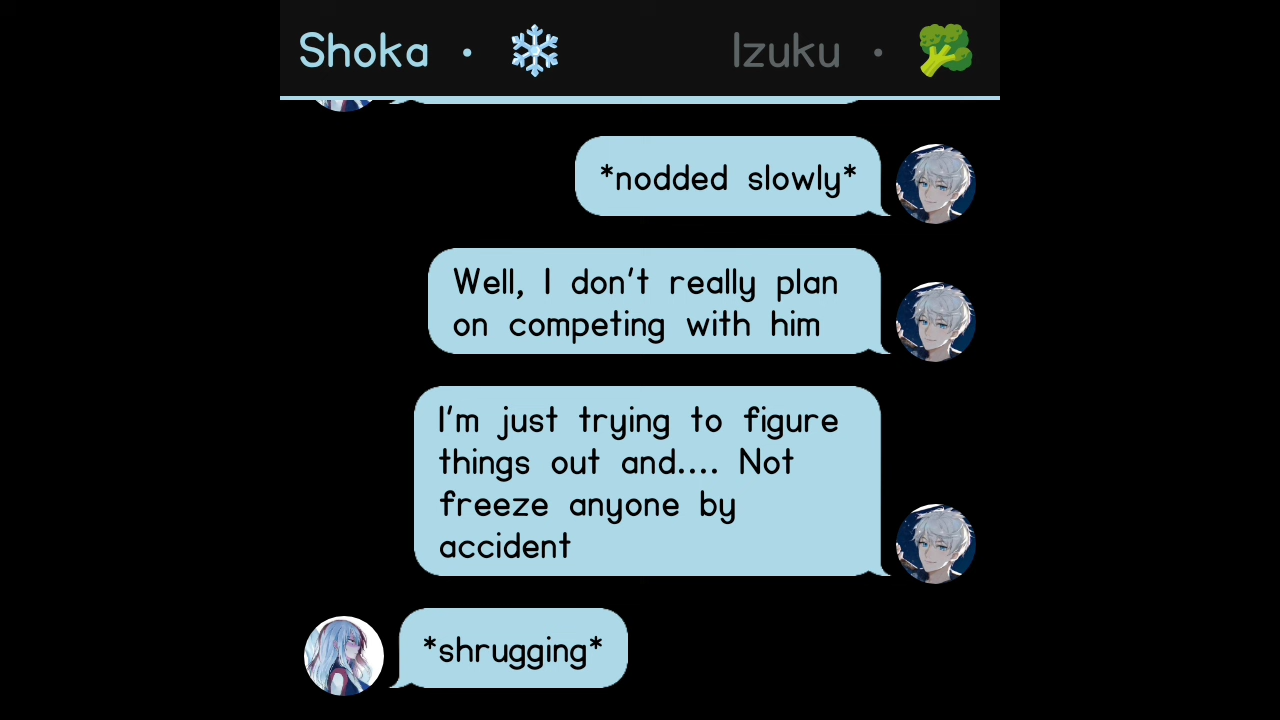 Shoka • ❄️ Izuku • 🥦
*nodded slowly*
Well, I don't really plan
on competing with him
I'm just trying to figure
things out and.... Not
freeze anyone by
accident
*shrugging*